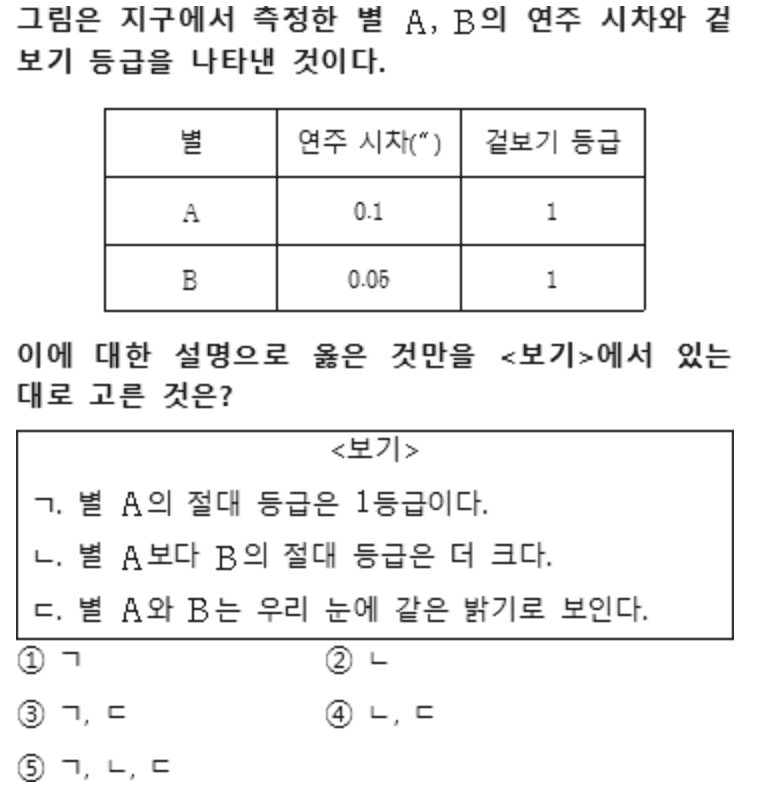 그림은 지구에서 측정한 별 A, B의 연주 시차와 겉
보기 등급을 나타낸 것이다.
별 연주 시차(″) 겉보기 등급
A 0.1 1
B 0.05 1
이에 대한 설명으로 옳은 것만을 <보기>에서 있는
대로 고른 것은?
<보기>
ㄱ. 별 A의 절대 등급은 1등급이다.
ㄴ. 별 A보다 B의 절대 등급은 더 크다.
ㄷ. 별 A와 B는 우리 눈에 같은 밝기로 보인다.
① ㄱ ② ㄴ
③ ㄱ, ㄷ ④ ㄴ, ㄷ
⑤ ㄱ, ㄴ, ㄷ